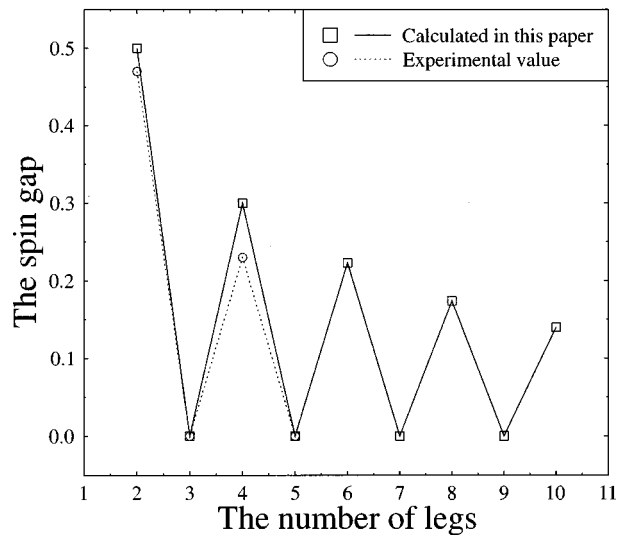 Calculated in this paper
Experimental value
The spin gap
0.5
0.4
0.3
0.2
0.1
0.0
1 2 3 4 5 6 7 8 9 10 11
The number of legs